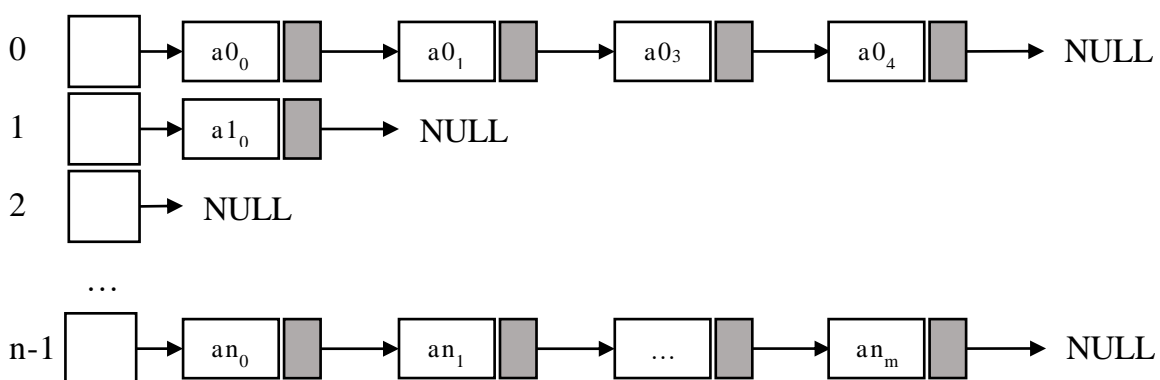 0 a0₀ a0₁ a0₃ a0₄ NULL
1 a1₀ NULL
2 NULL
…
n-1 an₀ an₁ … anₘ NULL